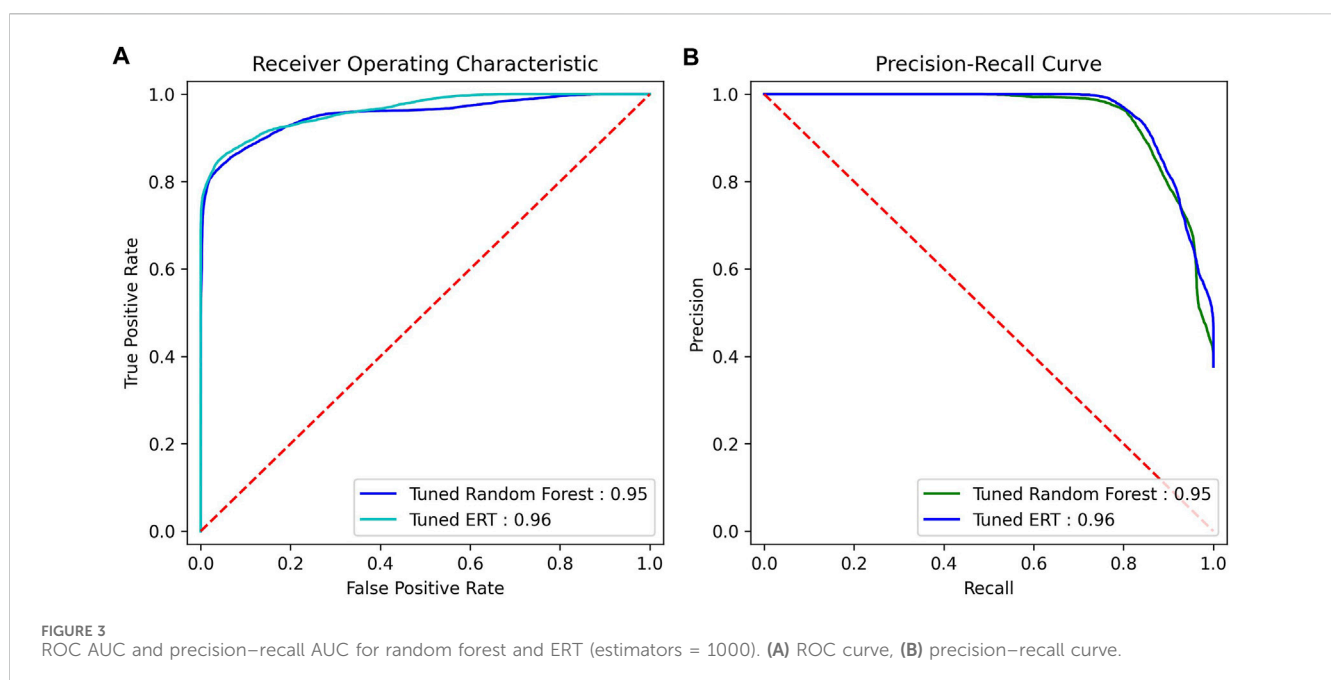 A
Receiver Operating Characteristic
1.0
0.8
0.6
0.4
0.2
0.0
True Positive Rate
Tuned Random Forest : 0.95
Tuned ERT : 0.96
0.0 0.2 0.4 0.6 0.8 1.0
False Positive Rate
B
Precision-Recall Curve
1.0
0.8
0.6
0.4
0.2
0.0
Precision
Tuned Random Forest : 0.95
Tuned ERT : 0.96
0.0 0.2 0.4 0.6 0.8 1.0
Recall
FIGURE 3
ROC AUC and precision–recall AUC for random forest and ERT (estimators = 1000). (A) ROC curve, (B) precision–recall curve.